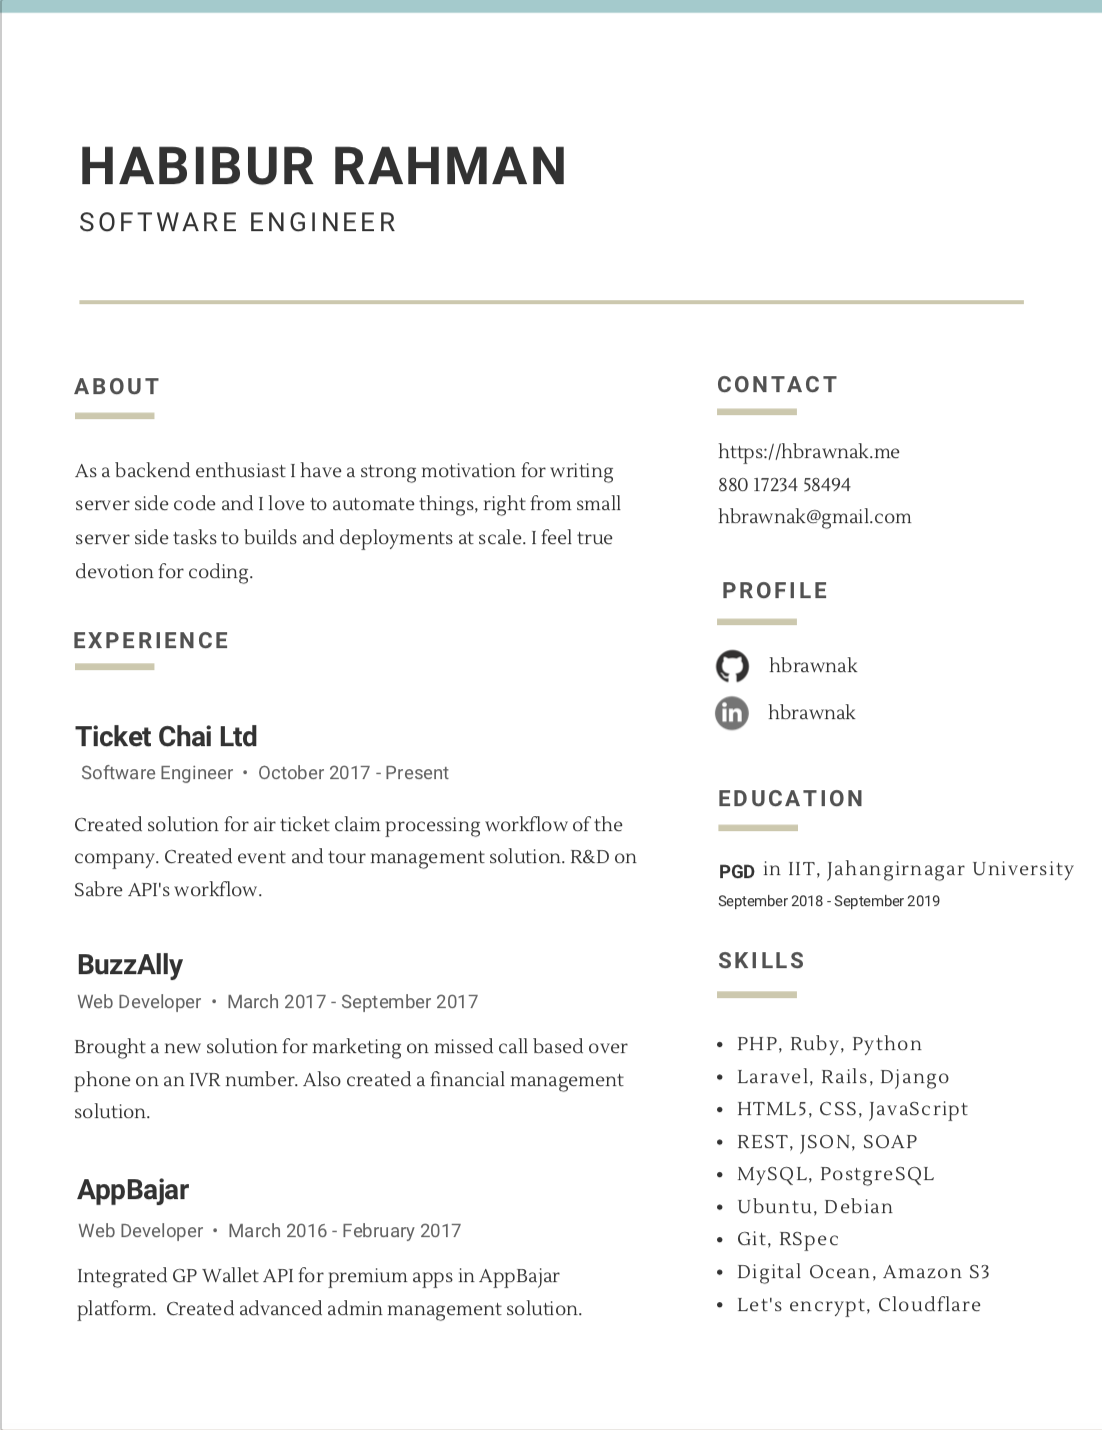 HABIBUR RAHMAN
SOFTWARE ENGINEER
ABOUT
As a backend enthusiast I have a strong motivation for writing
server side code and I love to automate things, right from small
server side tasks to builds and deployments at scale. I feel true
devotion for coding.
EXPERIENCE
Ticket Chai Ltd
Software Engineer • October 2017 - Present
Created solution for air ticket claim processing workflow of the
company. Created event and tour management solution. R&D on
Sabre API's workflow.
BuzzAlly
Web Developer • March 2017 - September 2017
Brought a new solution for marketing on missed call based over
phone on an IVR number. Also created a financial management
solution.
AppBajar
Web Developer • March 2016 - February 2017
Integrated GP Wallet API for premium apps in AppBajar
platform.  Created advanced admin management solution.
CONTACT
https://hbrawnak.me
880 17234 58494
hbrawnak@gmail.com
PROFILE
hbrawnak
in hbrawnak
EDUCATION
PGD in IIT, Jahangirnagar University
September 2018 - September 2019
SKILLS
• PHP, Ruby, Python
• Laravel, Rails, Django
• HTML5, CSS, JavaScript
• REST, JSON, SOAP
• MySQL, PostgreSQL
• Ubuntu, Debian
• Git, RSpec
• Digital Ocean, Amazon S3
• Let's encrypt, Cloudflare